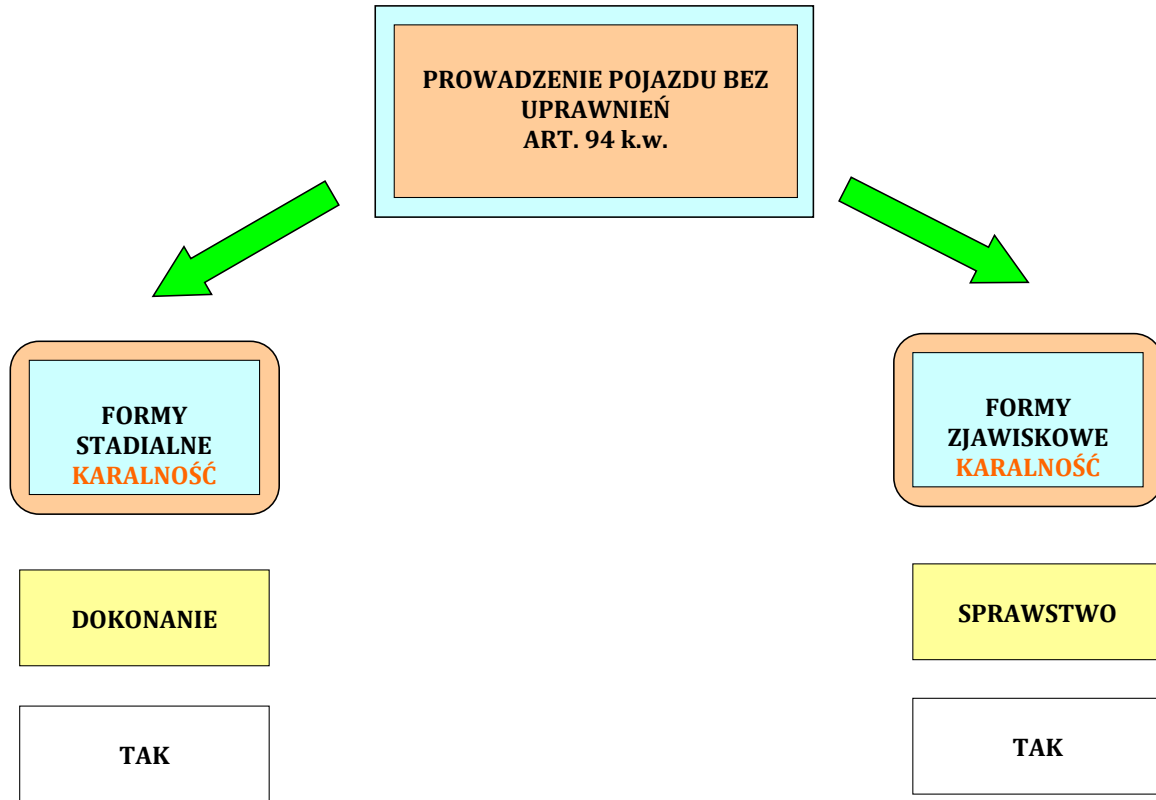 PROWADZENIE POJAZDU BEZ
UPRAWNIEŃ
ART. 94 k.w.
FORMY
STADIALNE
KARALNOŚĆ
FORMY
ZJAWISKOWE
KARALNOŚĆ
DOKONANIE
SPRAWSTWO
TAK
TAK